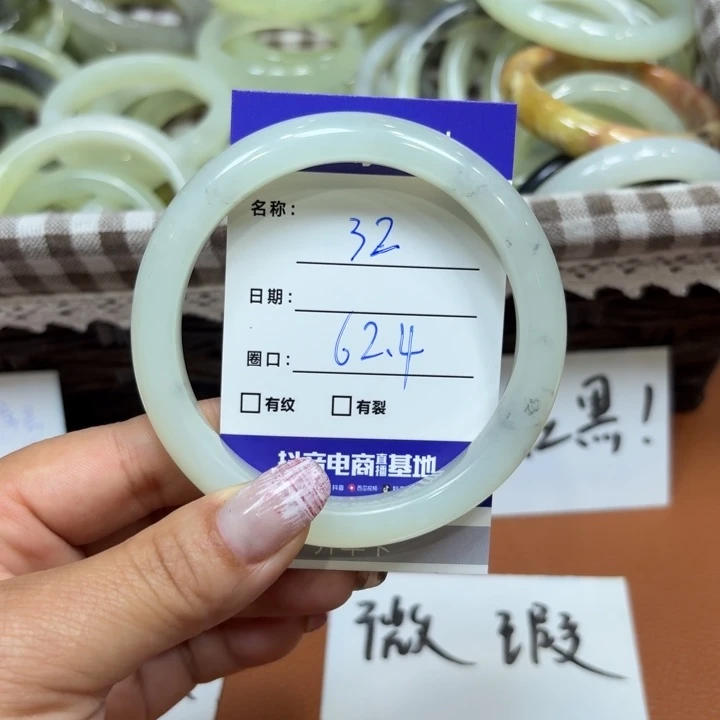 名称: 32
日期:
圈口: 62.4
□有纹 □有裂
抖音电商直播基地
黑!
微瑕